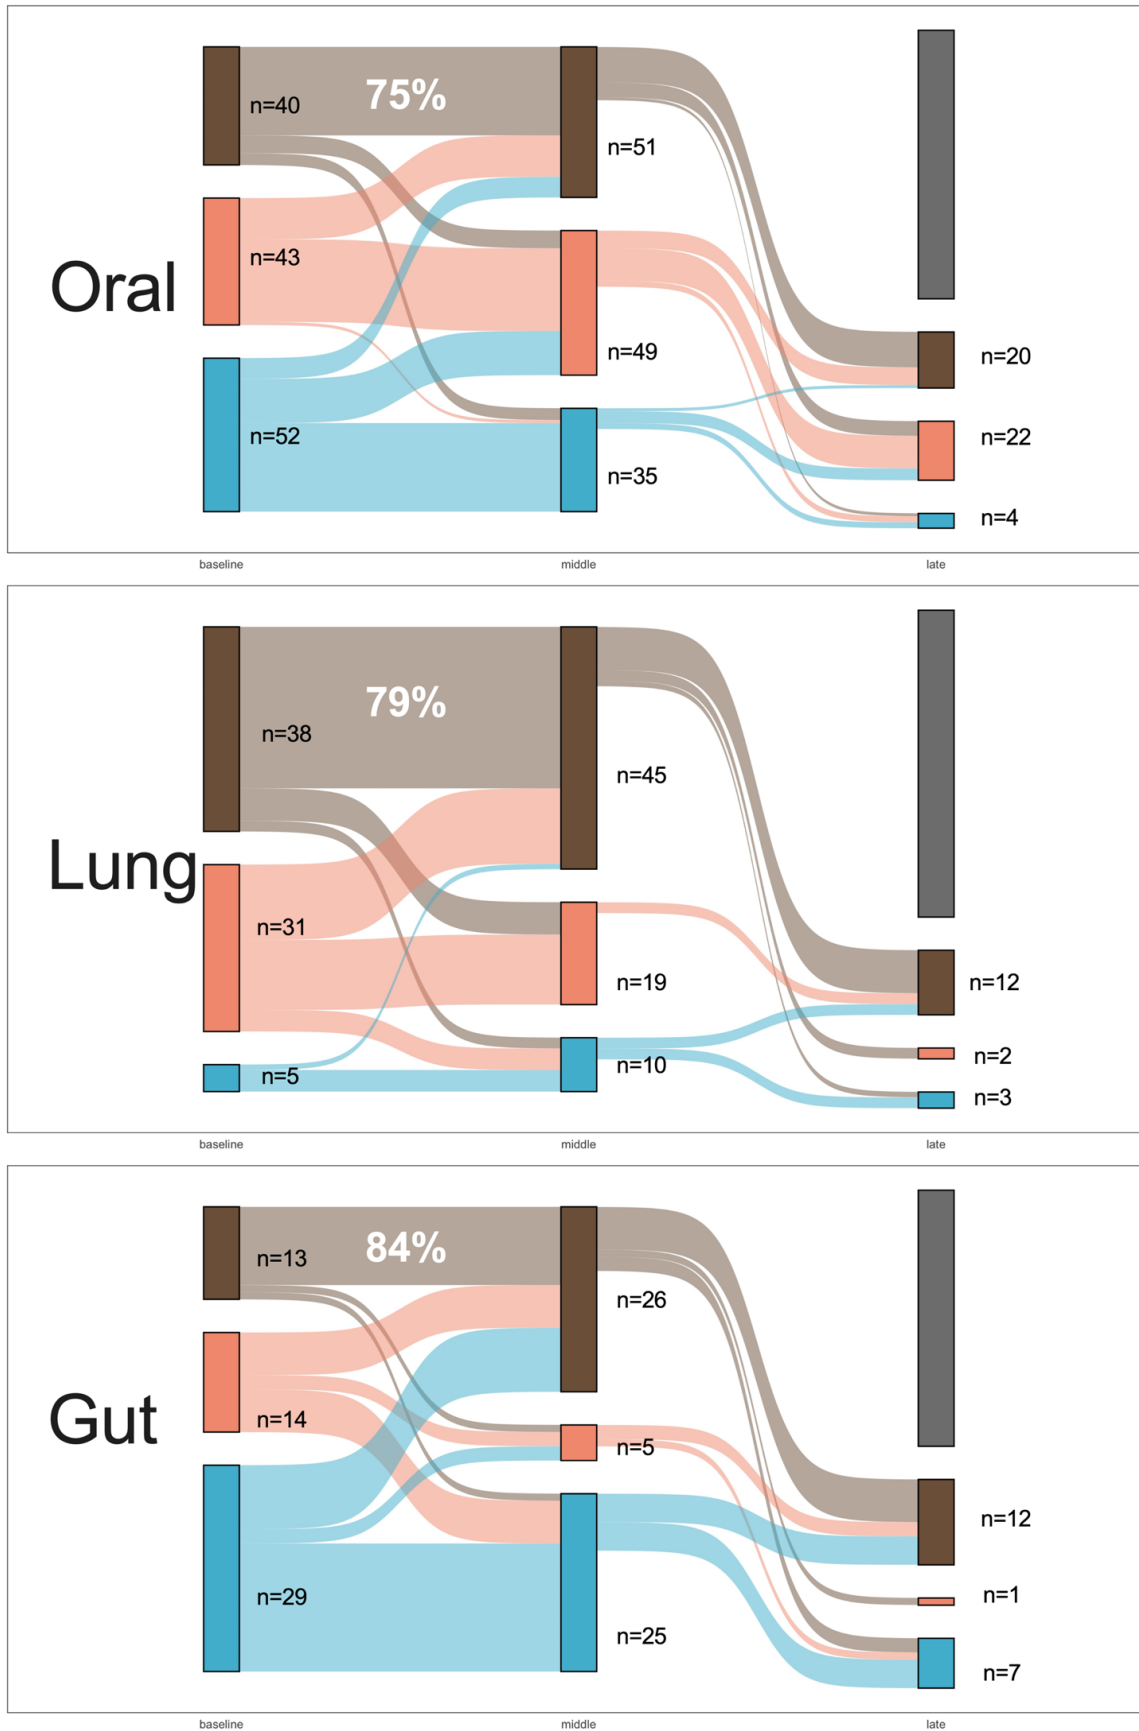 75%
n=40
n=51
n=43
Oral
n=49
n=20
n=52
n=22
n=35
n=4
baseline middle late
79%
n=38
n=45
Lung
n=31
n=19
n=12
n=5
n=10
n=2
n=3
baseline middle late
84%
n=13
n=26
Gut
n=14
n=5
n=12
n=29
n=1
n=25
n=7
baseline middle late